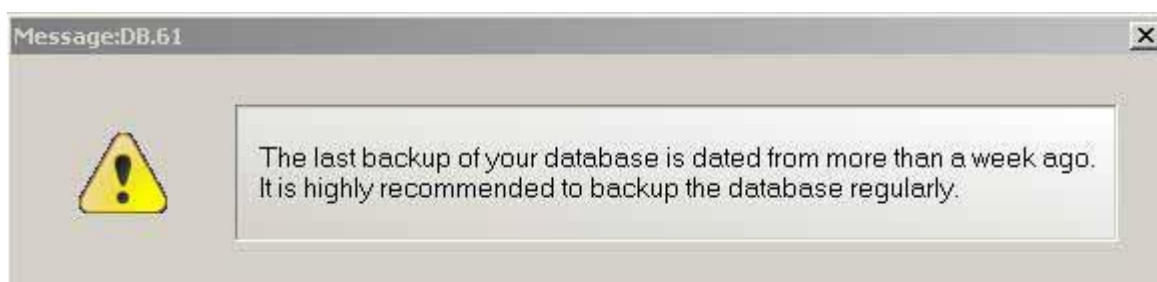 Message:DB.61
The last backup of your database is dated from more than a week ago.
It is highly recommended to backup the database regularly.